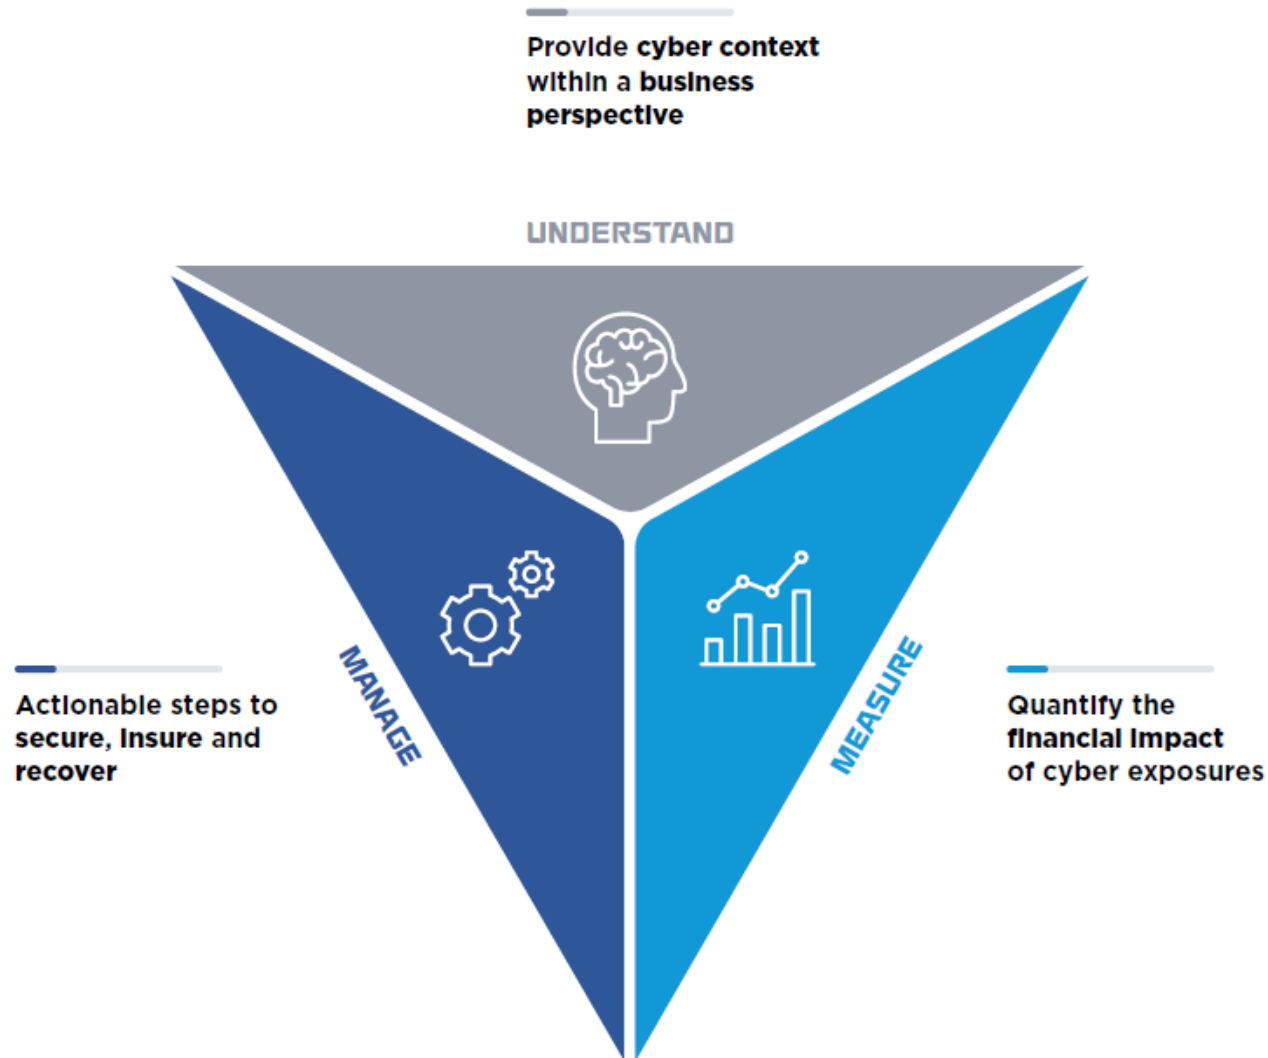 Provide cyber context
within a business
perspective
UNDERSTAND
MANAGE
MEASURE
Actionable steps to
secure, insure and
recover
Quantify the
financial impact
of cyber exposures